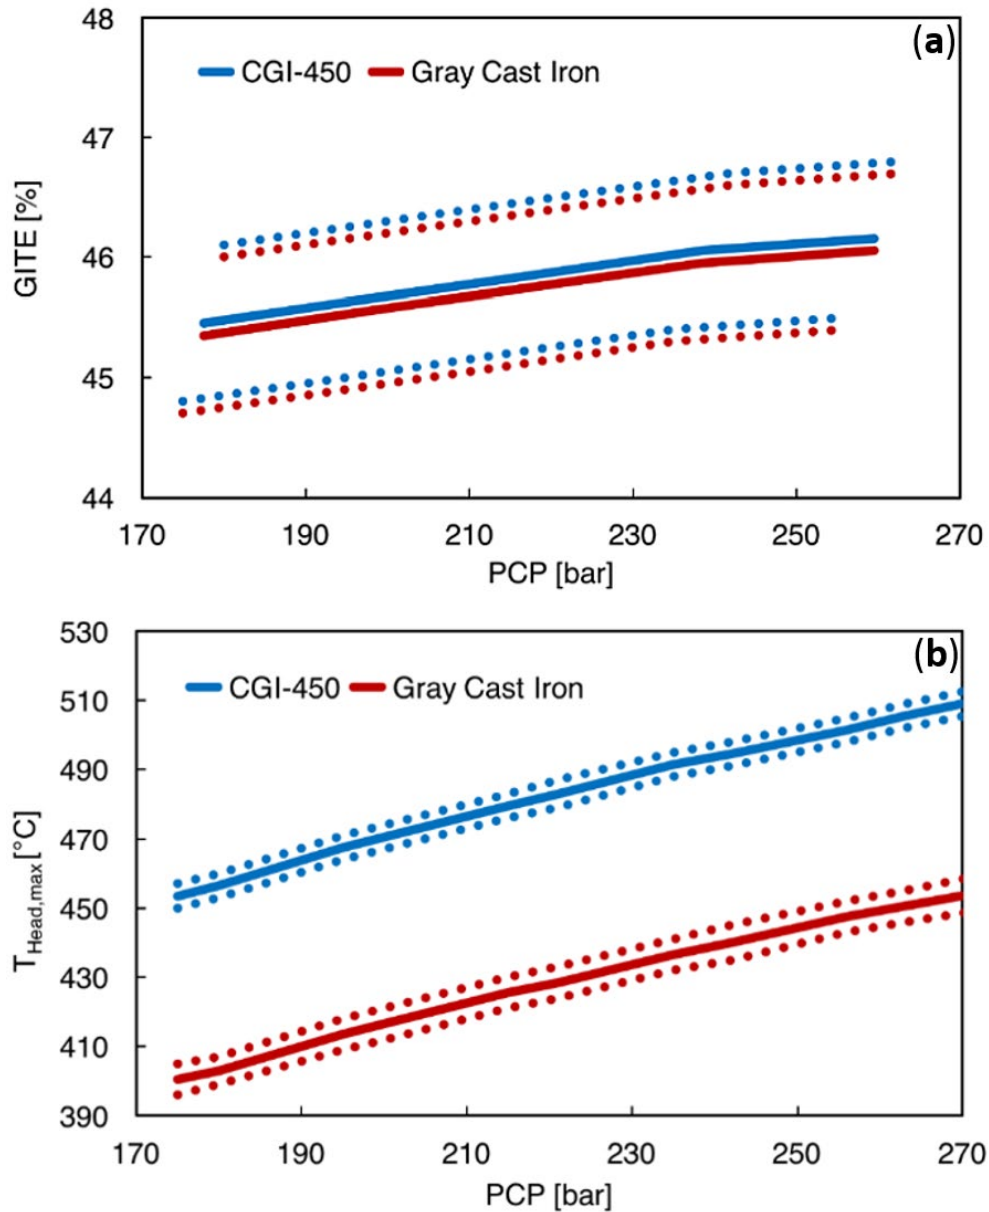 (a)
CGI-450 Gray Cast Iron
48
47
46
45
44
GITE [%]
170 190 210 230 250 270
PCP [bar]
(b)
CGI-450 Gray Cast Iron
530
510
490
470
450
430
410
390
THead,max [°C]
170 190 210 230 250 270
PCP [bar]